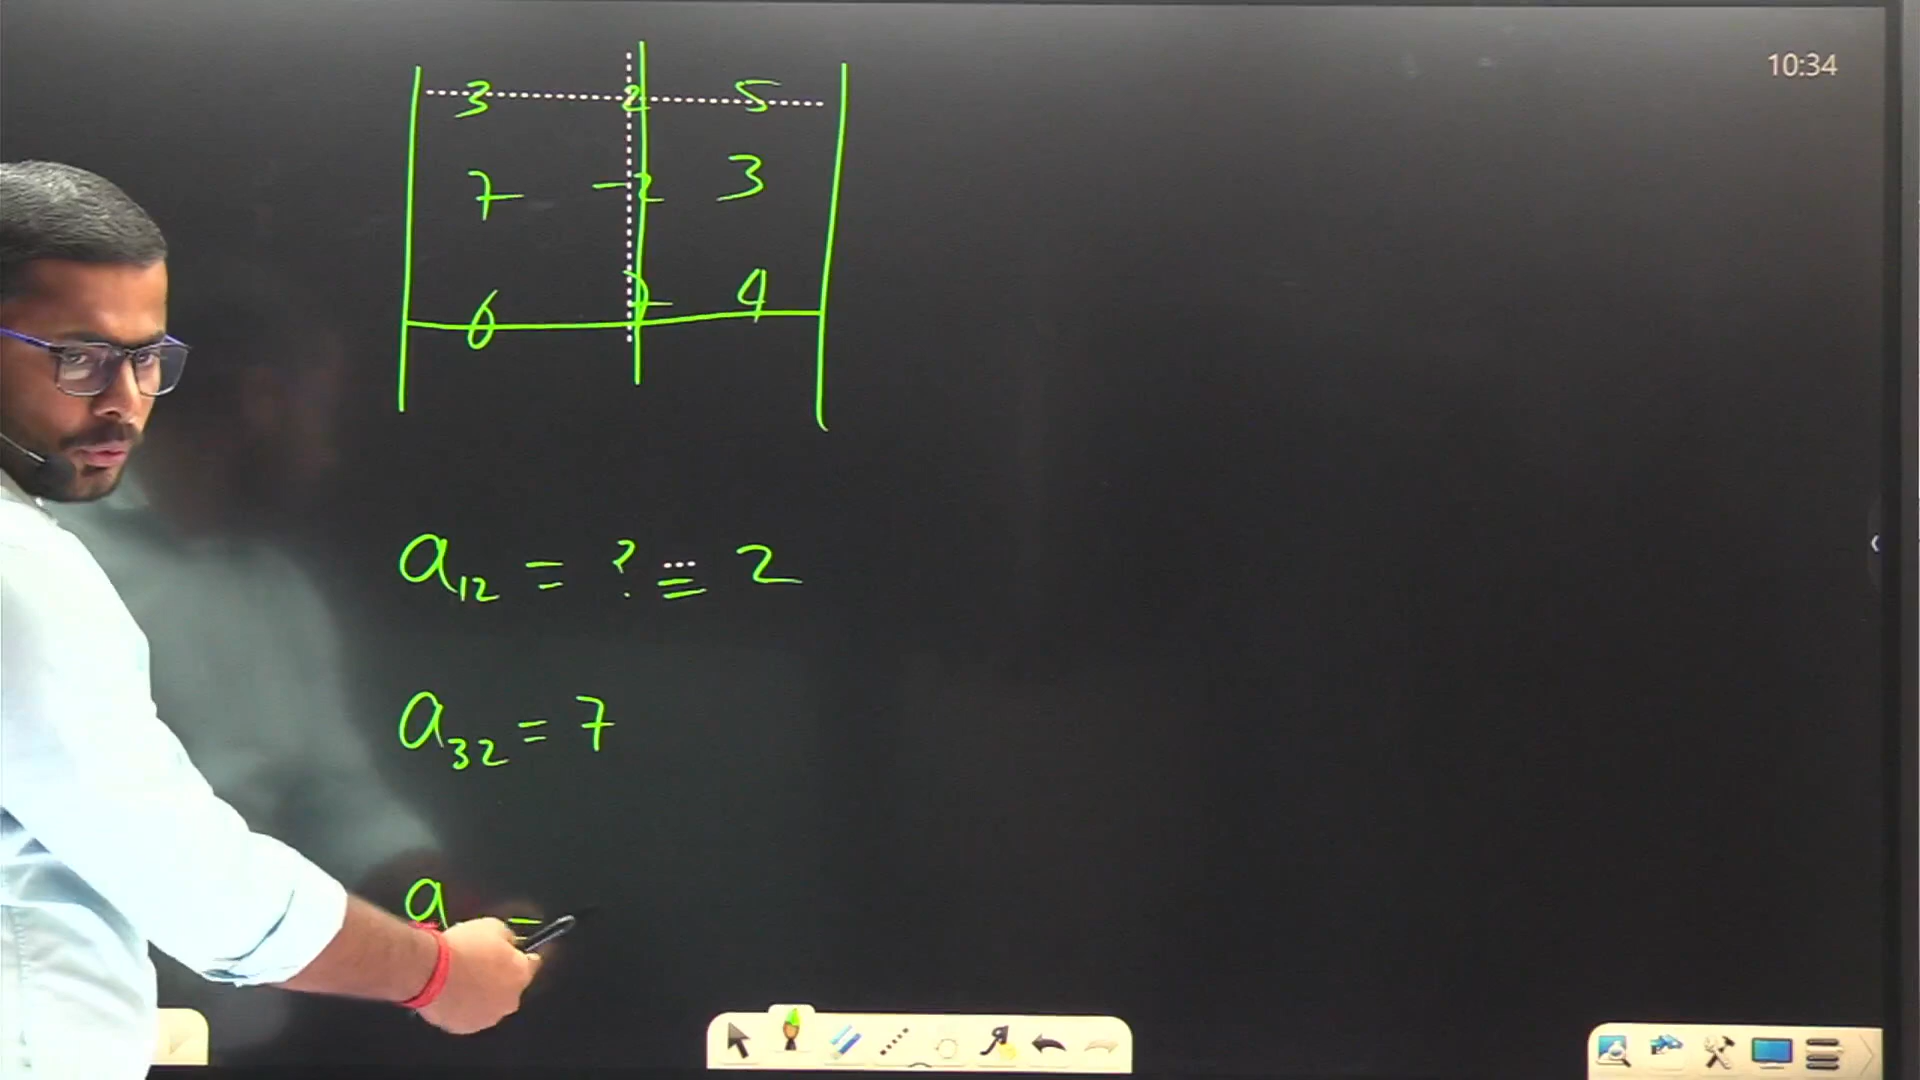 10:34
3 2 5
7 -2 3
6 7 4
a12 = ? = 2
a32 = 7
a =